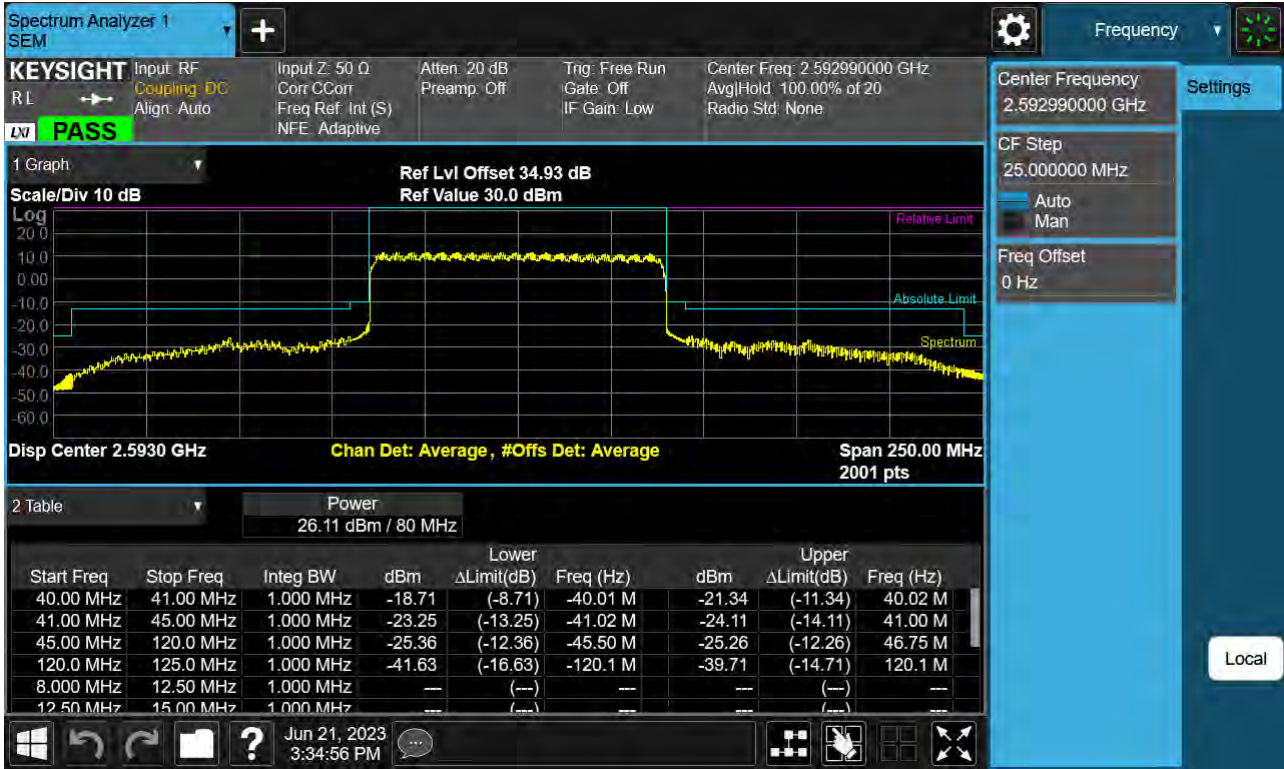 Spectrum Analyzer 1
SEM
Frequency
KEYSIGHT
R L
LXI PASS
Input: RF
Coupling: DC
Align: Auto
Input Z: 50 Ω
Corr CCorr
Freq Ref: Int (S)
NFE: Adaptive
Atten: 20 dB
Preamp: Off
Trig: Free Run
Gate: Off
IF Gain: Low
Center Freq: 2.592990000 GHz
Avg|Hold: 100.00% of 20
Radio Std: None
Center Frequency
2.592990000 GHz
Settings
CF Step
25.000000 MHz
Auto
Man
Freq Offset
0 Hz
Local
1 Graph
Ref Lvl Offset 34.93 dB
Scale/Div 10 dB
Ref Value 30.0 dBm
Log
20.0
10.0
0.00
-10.0
-20.0
-30.0
-40.0
-50.0
-60.0
Relative Limit
Absolute Limit
Spectrum
Disp Center 2.5930 GHz
Chan Det: Average , #Offs Det: Average
Span 250.00 MHz
2001 pts
2 Table
Power
26.11 dBm / 80 MHz
Lower Upper
Start Freq Stop Freq Integ BW dBm ΔLimit(dB) Freq (Hz) dBm ΔLimit(dB) Freq (Hz)
40.00 MHz 41.00 MHz 1.000 MHz -18.71 (-8.71) -40.01 M -21.34 (-11.34) 40.02 M
41.00 MHz 45.00 MHz 1.000 MHz -23.25 (-13.25) -41.02 M -24.11 (-14.11) 41.00 M
45.00 MHz 120.0 MHz 1.000 MHz -25.36 (-12.36) -45.50 M -25.26 (-12.26) 46.75 M
120.0 MHz 125.0 MHz 1.000 MHz -41.63 (-16.63) -120.1 M -39.71 (-14.71) 120.1 M
8.000 MHz 12.50 MHz 1.000 MHz --- (---) --- --- (---) ---
12.50 MHz 15.00 MHz 1.000 MHz --- (---) --- --- (---) ---
?
Jun 21, 2023
3:34:56 PM